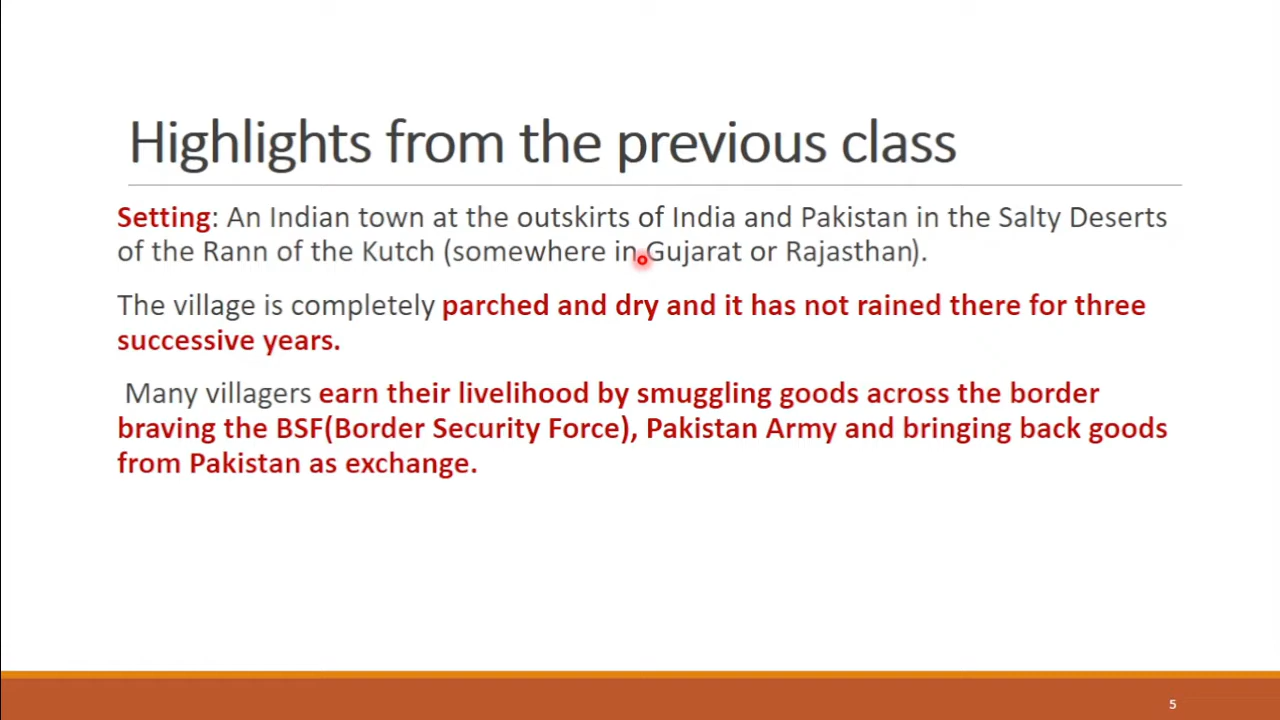 Highlights from the previous class
Setting: An Indian town at the outskirts of India and Pakistan in the Salty Deserts
of the Rann of the Kutch (somewhere in Gujarat or Rajasthan).
The village is completely parched and dry and it has not rained there for three
successive years.
Many villagers earn their livelihood by smuggling goods across the border
braving the BSF(Border Security Force), Pakistan Army and bringing back goods
from Pakistan as exchange.
5